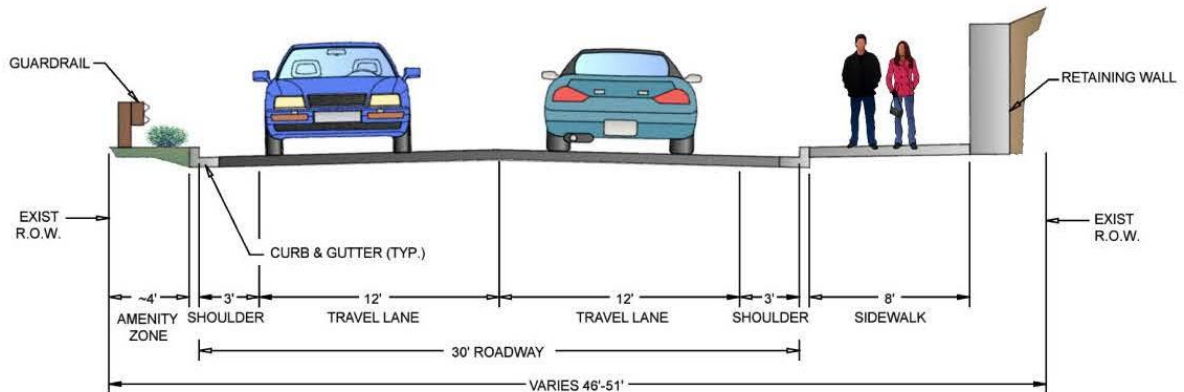 GUARDRAIL
RETAINING WALL
EXIST
R.O.W.
EXIST
R.O.W.
CURB & GUTTER (TYP.)
~4'
3'
12'
12'
3'
8'
AMENITY
ZONE
SHOULDER
TRAVEL LANE
TRAVEL LANE
SHOULDER
SIDEWALK
30' ROADWAY
VARIES 46'-51'